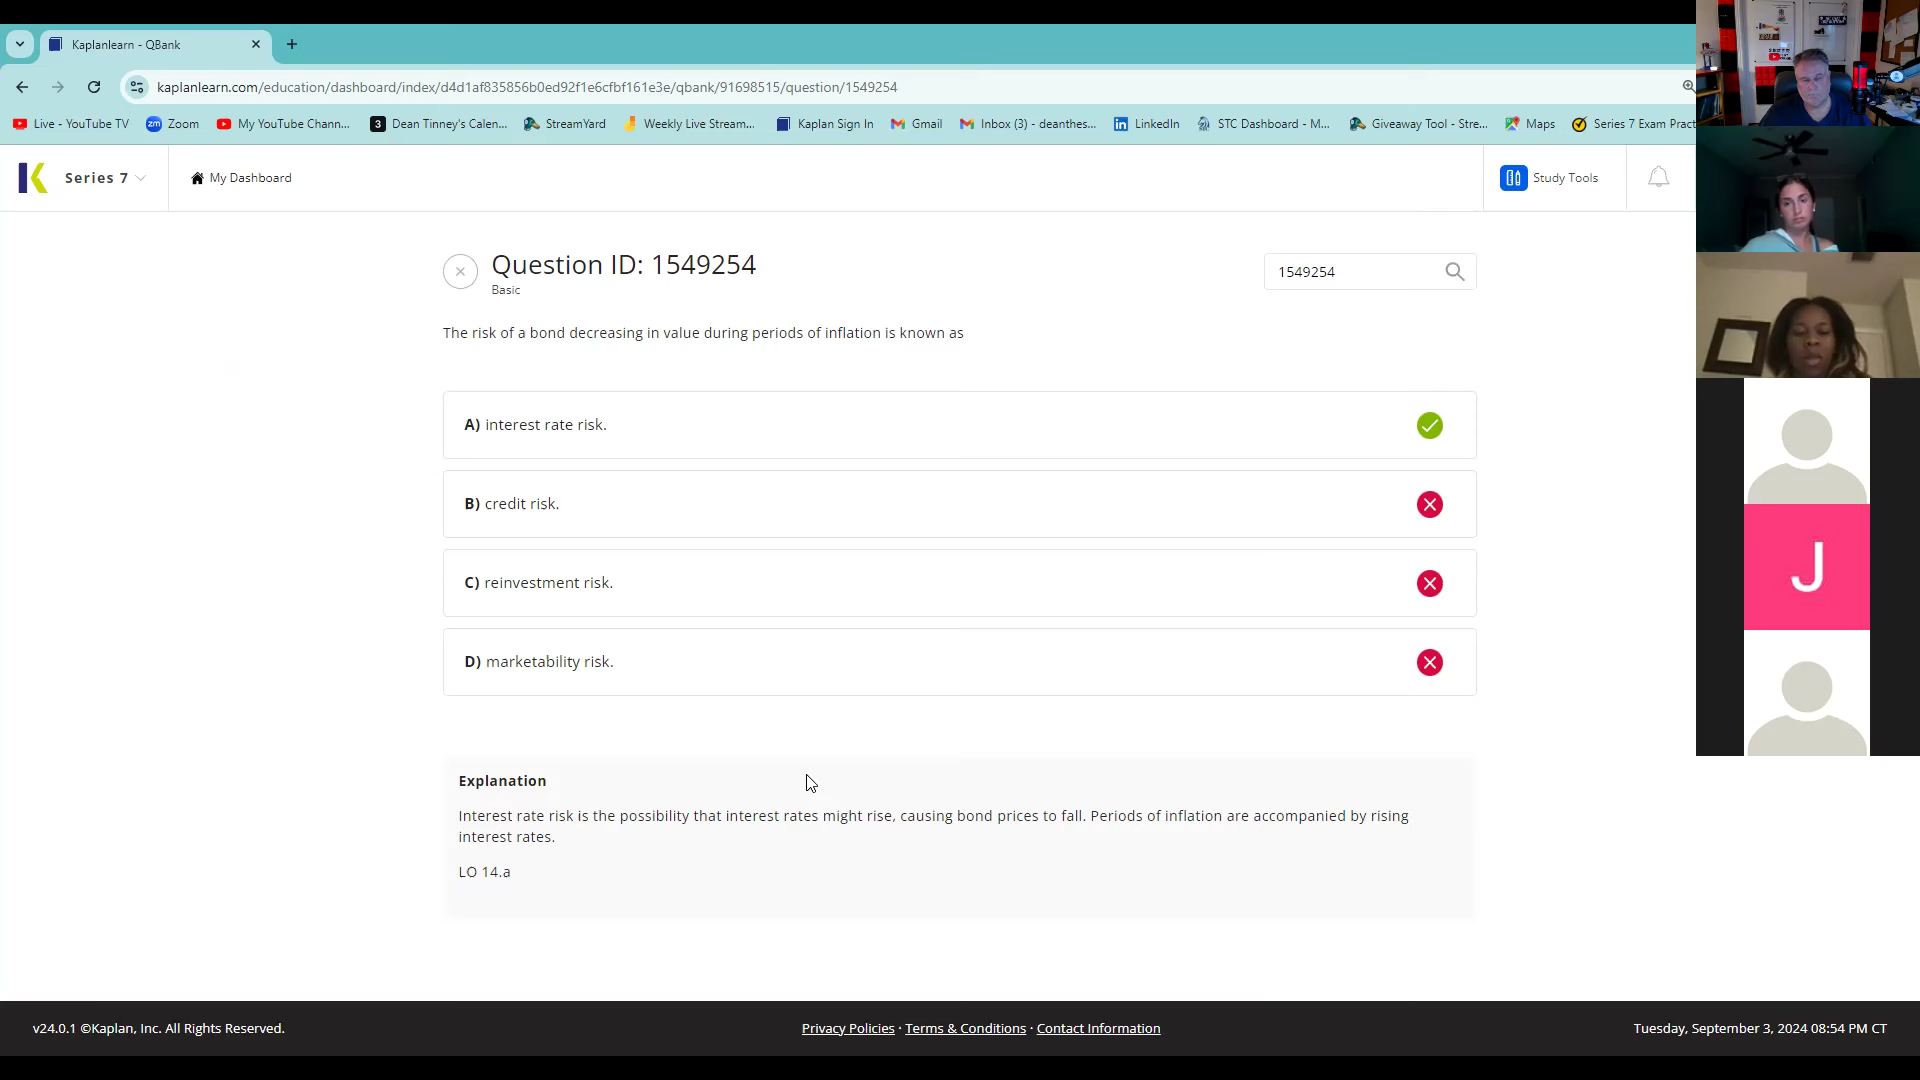 Kaplanlearn - QBank
kaplanlearn.com/education/dashboard/index/d4d1af835856b0ed92f1e6cfbf161e3e/qbank/91698515/question/1549254
Live - YouTube TV
zm Zoom
My YouTube Chann...
3 Dean Tinney's Calen...
StreamYard
Weekly Live Stream...
Kaplan Sign In
Gmail
Inbox (3) - deanthes...
LinkedIn
STC Dashboard - M...
Giveaway Tool - Stre...
Maps
Series 7 Exam Pract
Series 7
My Dashboard
Study Tools
Question ID: 1549254
Basic
1549254
The risk of a bond decreasing in value during periods of inflation is known as
A) interest rate risk.
B) credit risk.
C) reinvestment risk.
D) marketability risk.
J
Explanation
Interest rate risk is the possibility that interest rates might rise, causing bond prices to fall. Periods of inflation are accompanied by rising
interest rates.
LO 14.a
v24.0.1 ©Kaplan, Inc. All Rights Reserved.
Privacy Policies · Terms & Conditions · Contact Information
Tuesday, September 3, 2024 08:54 PM CT